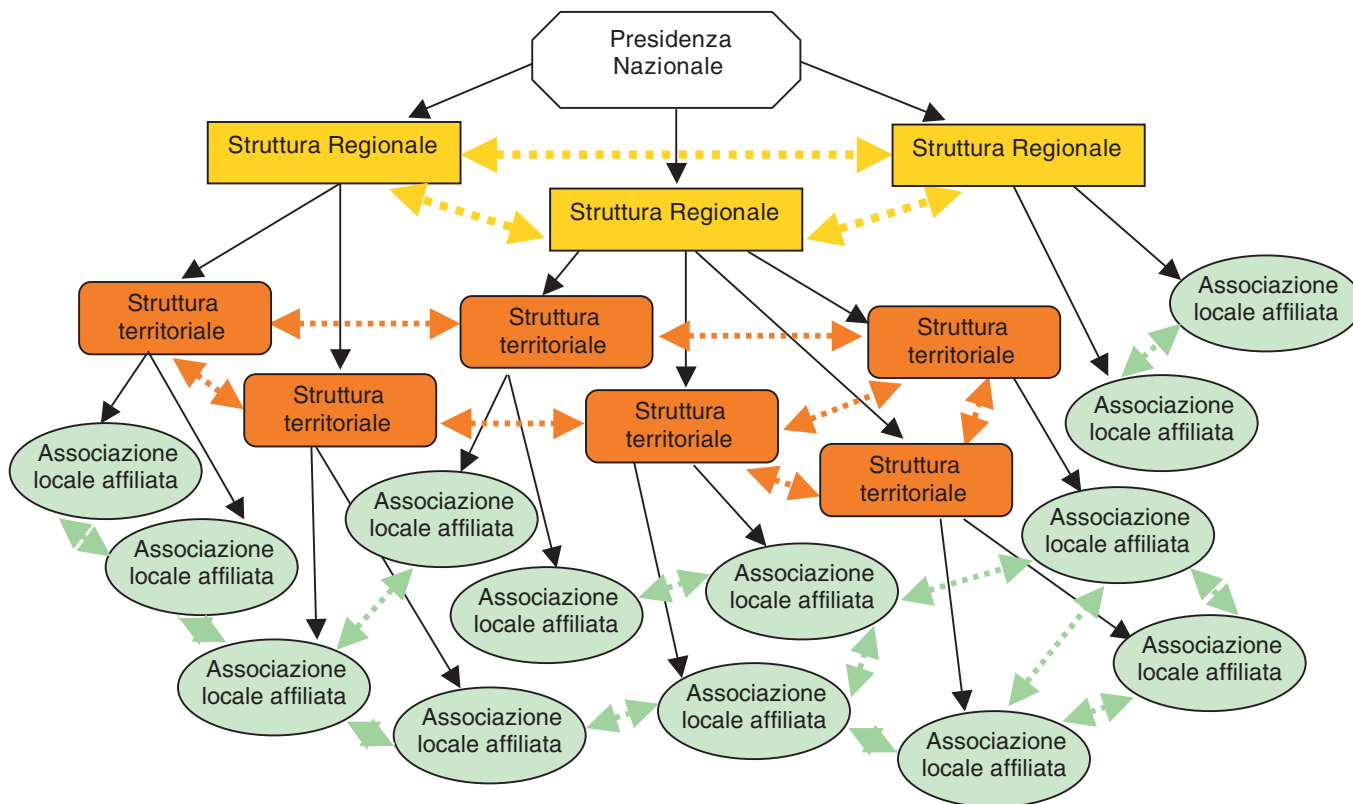 Presidenza
Nazionale
Struttura Regionale
Struttura Regionale
Struttura Regionale
Associazione
locale affiliata
Struttura
territoriale
Struttura
territoriale
Struttura
territoriale
Struttura
territoriale
Struttura
territoriale
Associazione
locale affiliata
Associazione
locale affiliata
Struttura
territoriale
Associazione
locale affiliata
Associazione
locale affiliata
Associazione
locale affiliata
Associazione
locale affiliata
Associazione
locale affiliata
Associazione
locale affiliata
Associazione
locale affiliata
Associazione
locale affiliata
Associazione
locale affiliata
Associazione
locale affiliata
Associazione
locale affiliata